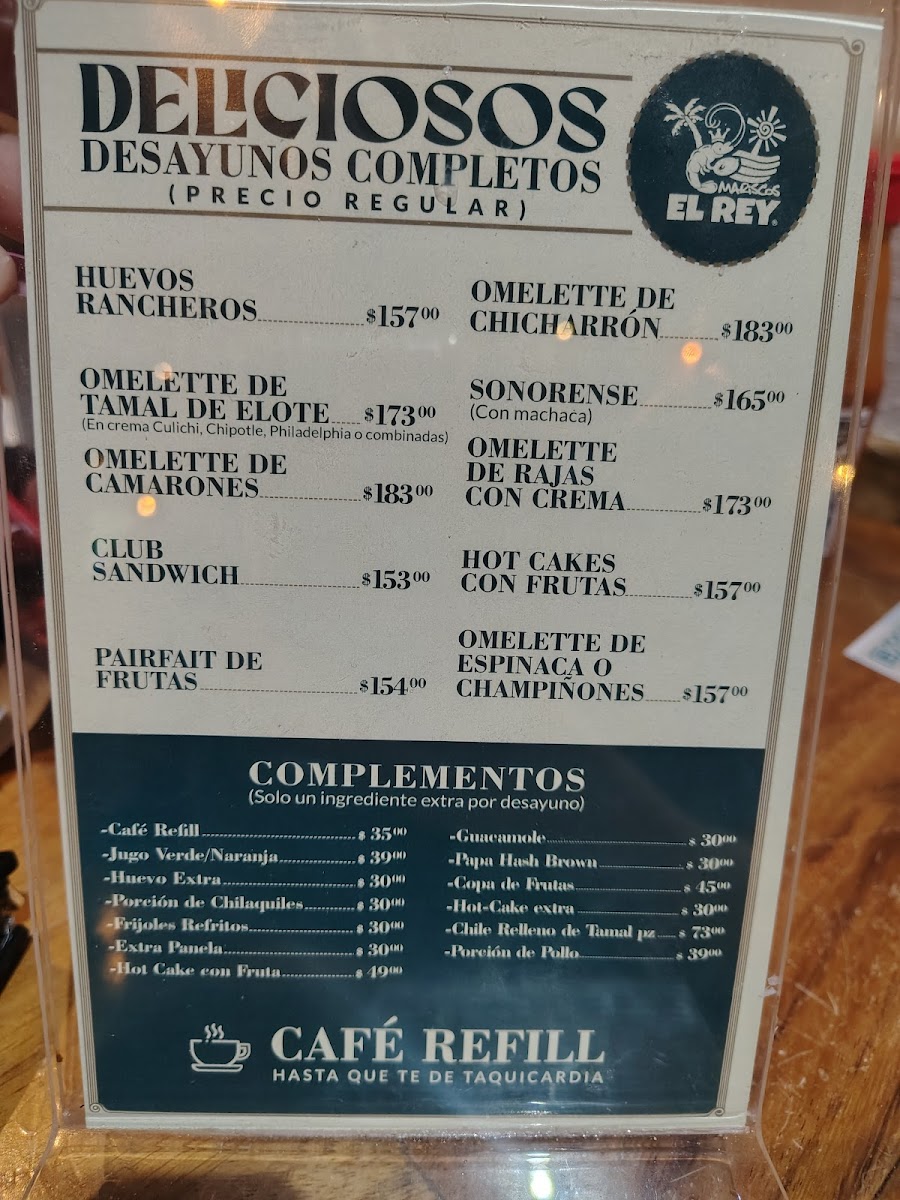 DELICIOSOS
DESAYUNOS COMPLETOS
(PRECIO REGULAR)
MARISCOS
EL REY®
HUEVOS
RANCHEROS $157.00
OMELETTE DE
TAMAL DE ELOTE $173.00
(En crema Culichi, Chipotle, Philadelphia o combinadas)
OMELETTE DE
CAMARONES $183.00
CLUB
SANDWICH $153.00
PAIRFAIT DE
FRUTAS $154.00
OMELETTE DE
CHICHARRÓN $183.00
SONORENSE $165.00
(Con machaca)
OMELETTE
DE RAJAS
CON CREMA $173.00
HOT CAKES
CON FRUTAS $157.00
OMELETTE DE
ESPINACA O
CHAMPIÑONES $157.00
COMPLEMENTOS
(Solo un ingrediente extra por desayuno)
-Café Refill $ 35.00
-Jugo Verde/Naranja $ 39.00
-Huevo Extra $ 30.00
-Porción de Chilaquiles $ 30.00
-Frijoles Refritos $ 30.00
-Extra Panela $ 30.00
-Hot Cake con Fruta $ 49.00
-Guacamole $ 30.00
-Papa Hash Brown $ 30.00
-Copa de Frutas $ 45.00
-Hot-Cake extra $ 30.00
-Chile Relleno de Tamal pz $ 73.00
-Porción de Pollo $ 39.00
CAFÉ REFILL
HASTA QUE TE DE TAQUICARDIA